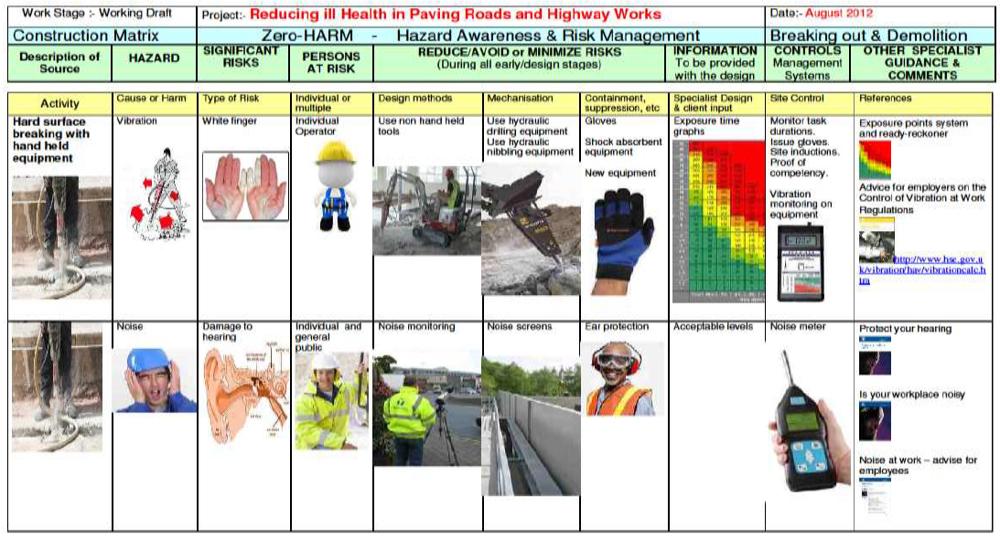 Work Stage :- Working Draft
Project:- Reducing ill Health in Paving Roads and Highway Works
Date:- August 2012
Construction Matrix
Zero-HARM - Hazard Awareness & Risk Management
Breaking out & Demolition
Description of
Source
HAZARD
SIGNIFICANT
RISKS
PERSONS
AT RISK
REDUCE/AVOID or MINIMIZE RISKS
(During all early/design stages)
INFORMATION
To be provided
with the design
CONTROLS
Management
Systems
OTHER SPECIALIST
GUIDANCE &
COMMENTS
Activity
Cause or Harm
Type of Risk
Individual or
multiple
Design methods
Mechanisation
Containment,
suppression, etc
Specialist Design
& client input
Site Control
References
Hard surface
breaking with
hand held
equipment
Vibration
White finger
Individual
Operator
Use non hand held
tools
Use hydraulic
drilling equipment
Use hydraulic
nibbling equipment
Gloves
Shock absorbent
equipment
New equipment
Exposure time
graphs
Monitor task
durations.
Issue gloves.
Site inductions.
Proof of
competency.
Vibration
monitoring on
equipment
Exposure points system
and ready-reckoner
Advice for employers on the
Control of Vibration at Work
Regulations
http://www.hse.gov.u
k/vibration/hav/vibrationcalc.h
tm
Noise
Damage to
hearing
Individual and
general
public
Noise monitoring
Noise screens
Ear protection
Acceptable levels
Noise meter
Protect your hearing
Is your workplace noisy
Noise at work – advise for
employees